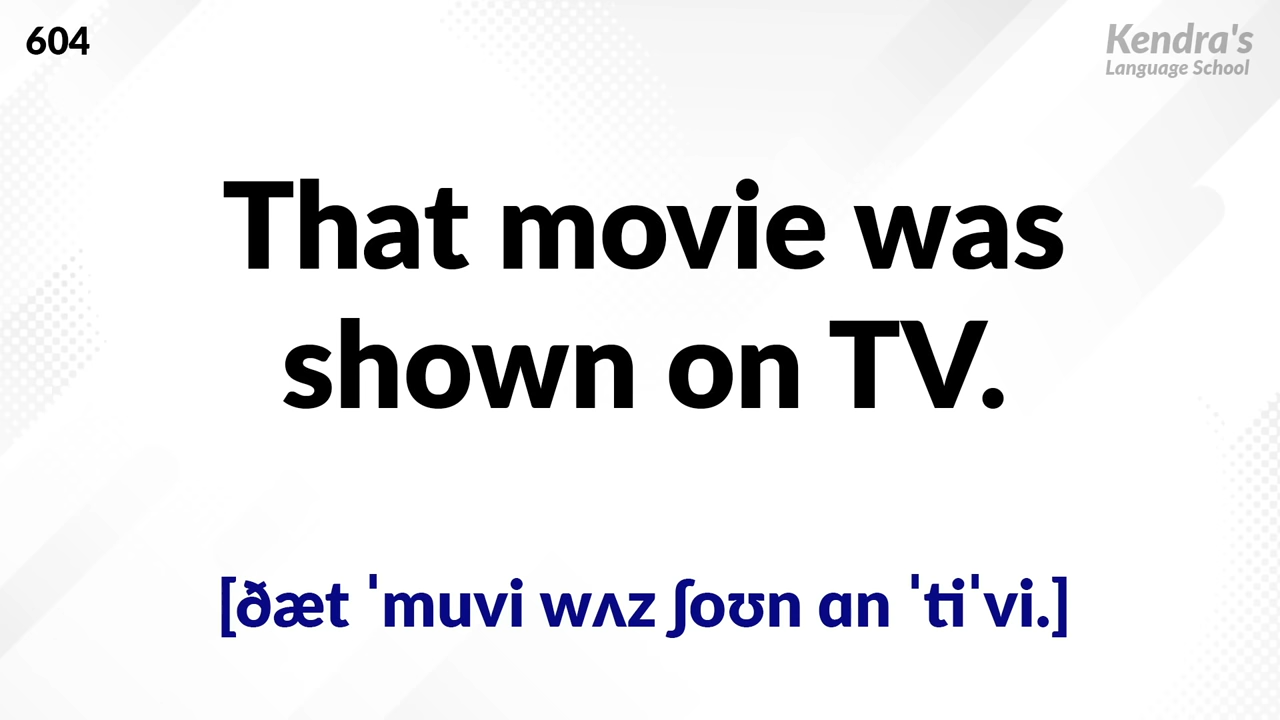 604
Kendra's
Language School
That movie was
shown on TV.
[ðæt ˈmuvi wʌz ʃoʊn ɑn ˈtiˈvi.]